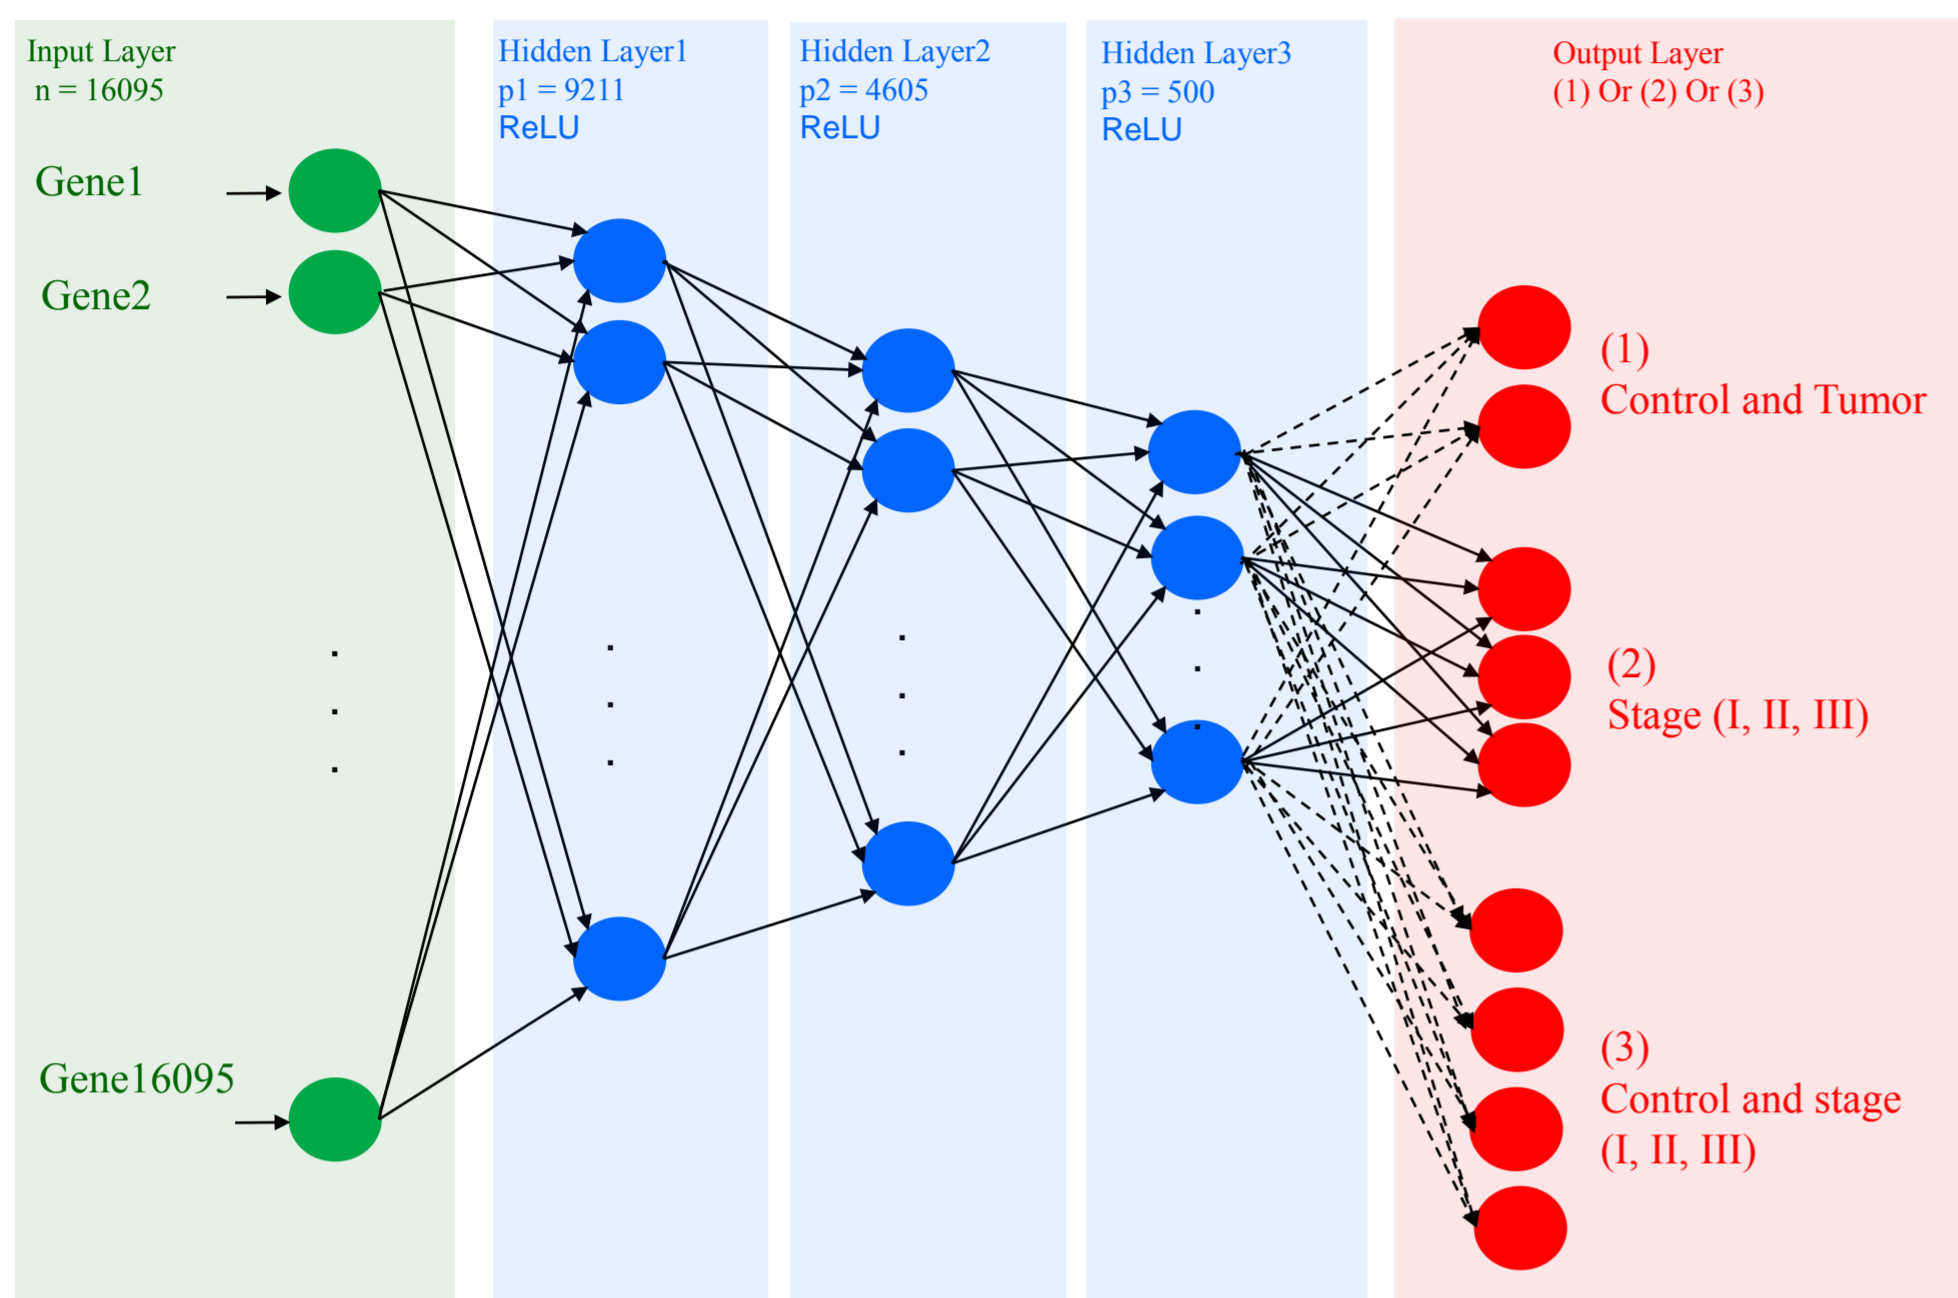 Input Layer
n = 16095
Hidden Layer1
p1 = 9211
ReLU
Hidden Layer2
p2 = 4605
ReLU
Hidden Layer3
p3 = 500
ReLU
Output Layer
(1) Or (2) Or (3)
Gene1
Gene2
Gene16095
(1)
Control and Tumor
(2)
Stage (I, II, III)
(3)
Control and stage
(I, II, III)